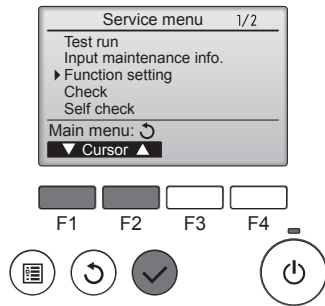 Service menu 1/2
Test run
Input maintenance info.
Function setting
Check
Self check
Main menu:
▼ Cursor ▲
F1 F2 F3 F4